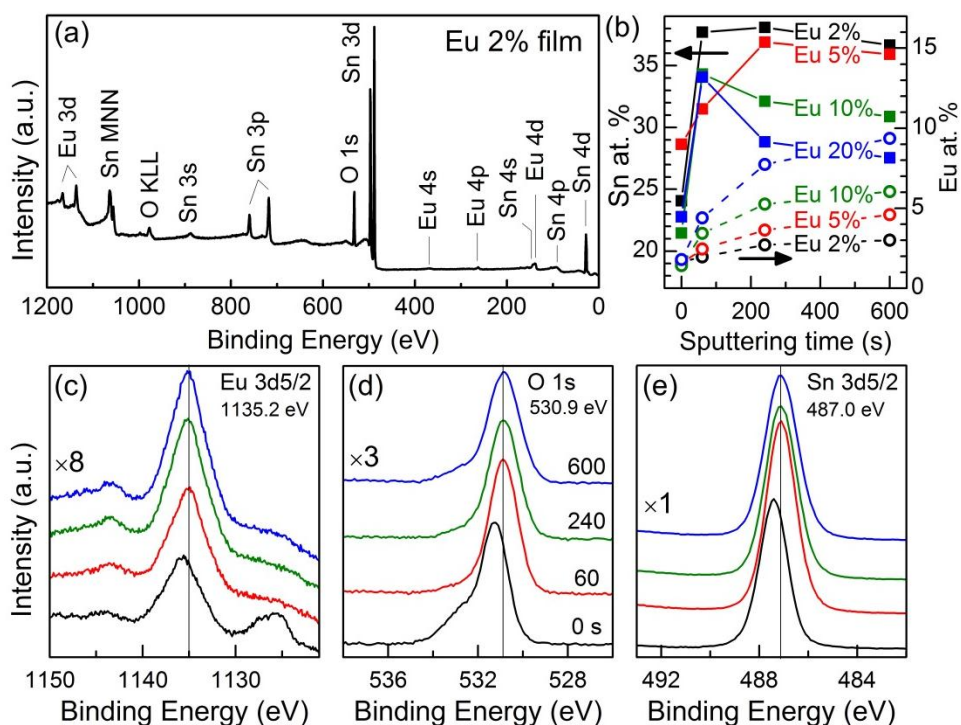 (a)
Eu 2% film
Eu 3d
Sn MNN
O KLL
Sn 3s
Sn 3p
O 1s
Sn 3d
Eu 4s
Eu 4p
Sn 4s
Eu 4d
Sn 4p
Sn 4d
Intensity (a.u.)
1200 1000 800 600 400 200 0
Binding Energy (eV)
(b)
Sn at. %
35
30
25
20
Eu 2%
Eu 5%
Eu 10%
Eu 20%
Eu 10%
Eu 5%
Eu 2%
15
10
5
0
Eu at. %
0 200 400 600
Sputtering time (s)
(c)
Eu 3d5/2
1135.2 eV
×8
Intensity (a.u.)
1150 1140 1130
Binding Energy (eV)
(d)
O 1s
530.9 eV
×3
600
240
60
0 s
536 531 526
Binding Energy (eV)
(e)
Sn 3d5/2
487.0 eV
×1
492 488 484
Binding Energy (eV)